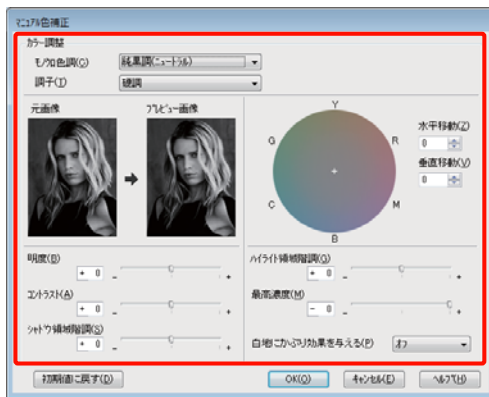 マニュアル色補正
カラー調整
モノクロ色調(C) 純黒調(ニュートラル)
調子(T) 硬調
元画像 プレビュー画像
Y
G R
C M
B
水平移動(Z)
0
垂直移動(V)
0
明度(B)
+ 0 - +
コントラスト(A)
+ 0 - +
シャドウ領域階調(S)
+ 0 - +
ハイライト領域階調(G)
+ 0 - +
最高濃度(M)
- 0 - +
白地にかぶり効果を与える(P) オフ
初期値に戻す(D) OK(O) キャンセル(E) ヘルプ(H)